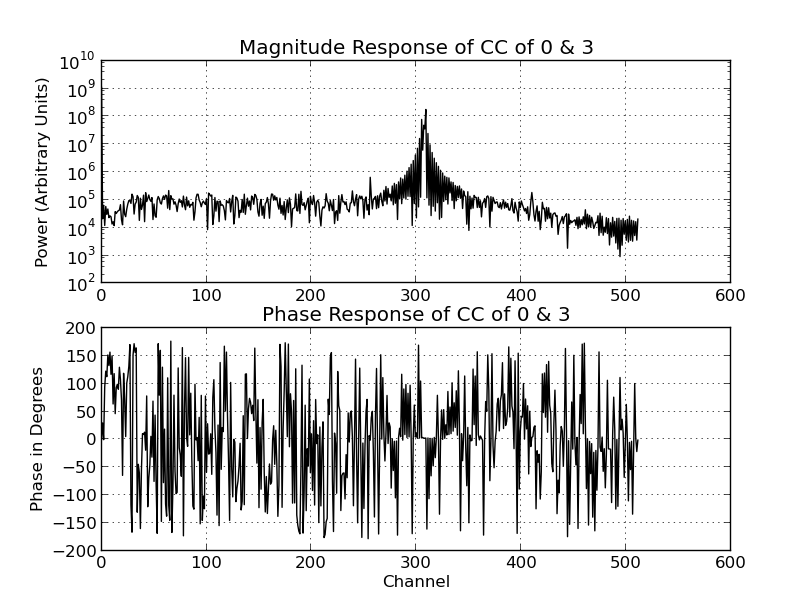 Magnitude Response of CC of 0 & 3
Power (Arbitrary Units)
10^10
10^9
10^8
10^7
10^6
10^5
10^4
10^3
10^2
0 100 200 300 400 500 600
Phase Response of CC of 0 & 3
Phase in Degrees
200
150
100
50
0
−50
−100
−150
−200
0 100 200 300 400 500 600
Channel